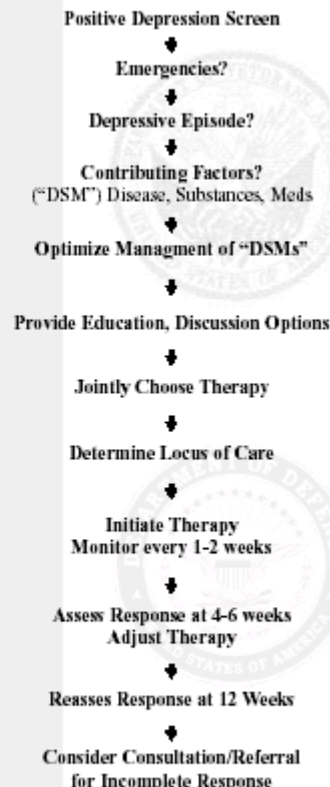 Positive Depression Screen
Emergencies?
Depressive Episode?
Contributing Factors?
("DSM") Disease, Substances, Meds
Optimize Managment of "DSMs"
Provide Education, Discussion Options
Jointly Choose Therapy
Determine Locus of Care
Initiate Therapy
Monitor every 1-2 weeks
Assess Response at 4-6 weeks
Adjust Therapy
Reasses Response at 12 Weeks
Consider Consultation/Referral
for Incomplete Response